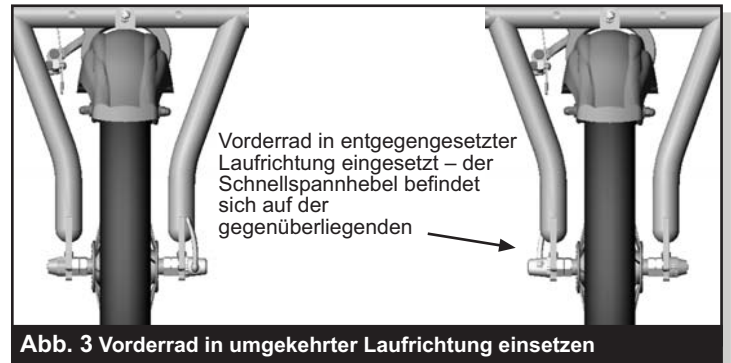 Vorderrad in entgegengesetzter
Laufrichtung eingesetzt – der
Schnellspannhebel befindet
sich auf der
gegenüberliegenden
Abb. 3 Vorderrad in umgekehrter Laufrichtung einsetzen